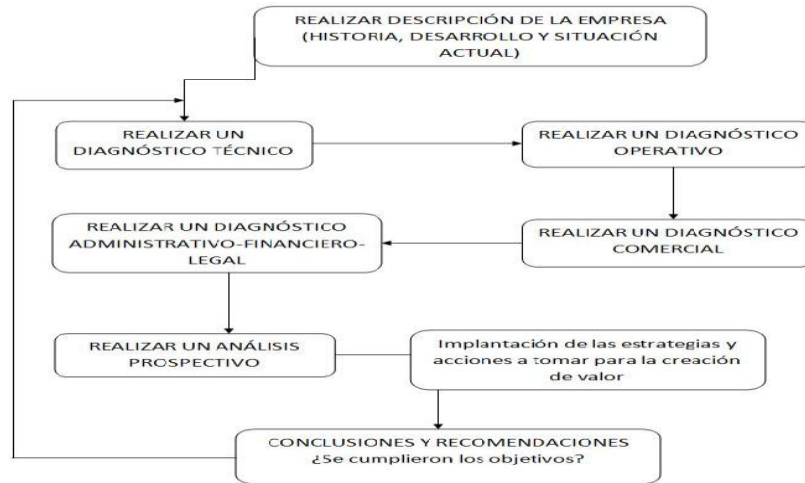 REALIZAR DESCRIPCIÓN DE LA EMPRESA
(HISTORIA, DESARROLLO Y SITUACIÓN
ACTUAL)
REALIZAR UN
DIAGNÓSTICO TÉCNICO
REALIZAR UN DIAGNÓSTICO
OPERATIVO
REALIZAR UN DIAGNÓSTICO
COMERCIAL
REALIZAR UN DIAGNÓSTICO
ADMINISTRATIVO-FINANCIERO-
LEGAL
REALIZAR UN ANÁLISIS
PROSPECTIVO
Implantación de las estrategias y
acciones a tomar para la creación
de valor
CONCLUSIONES Y RECOMENDACIONES
¿Se cumplieron los objetivos?